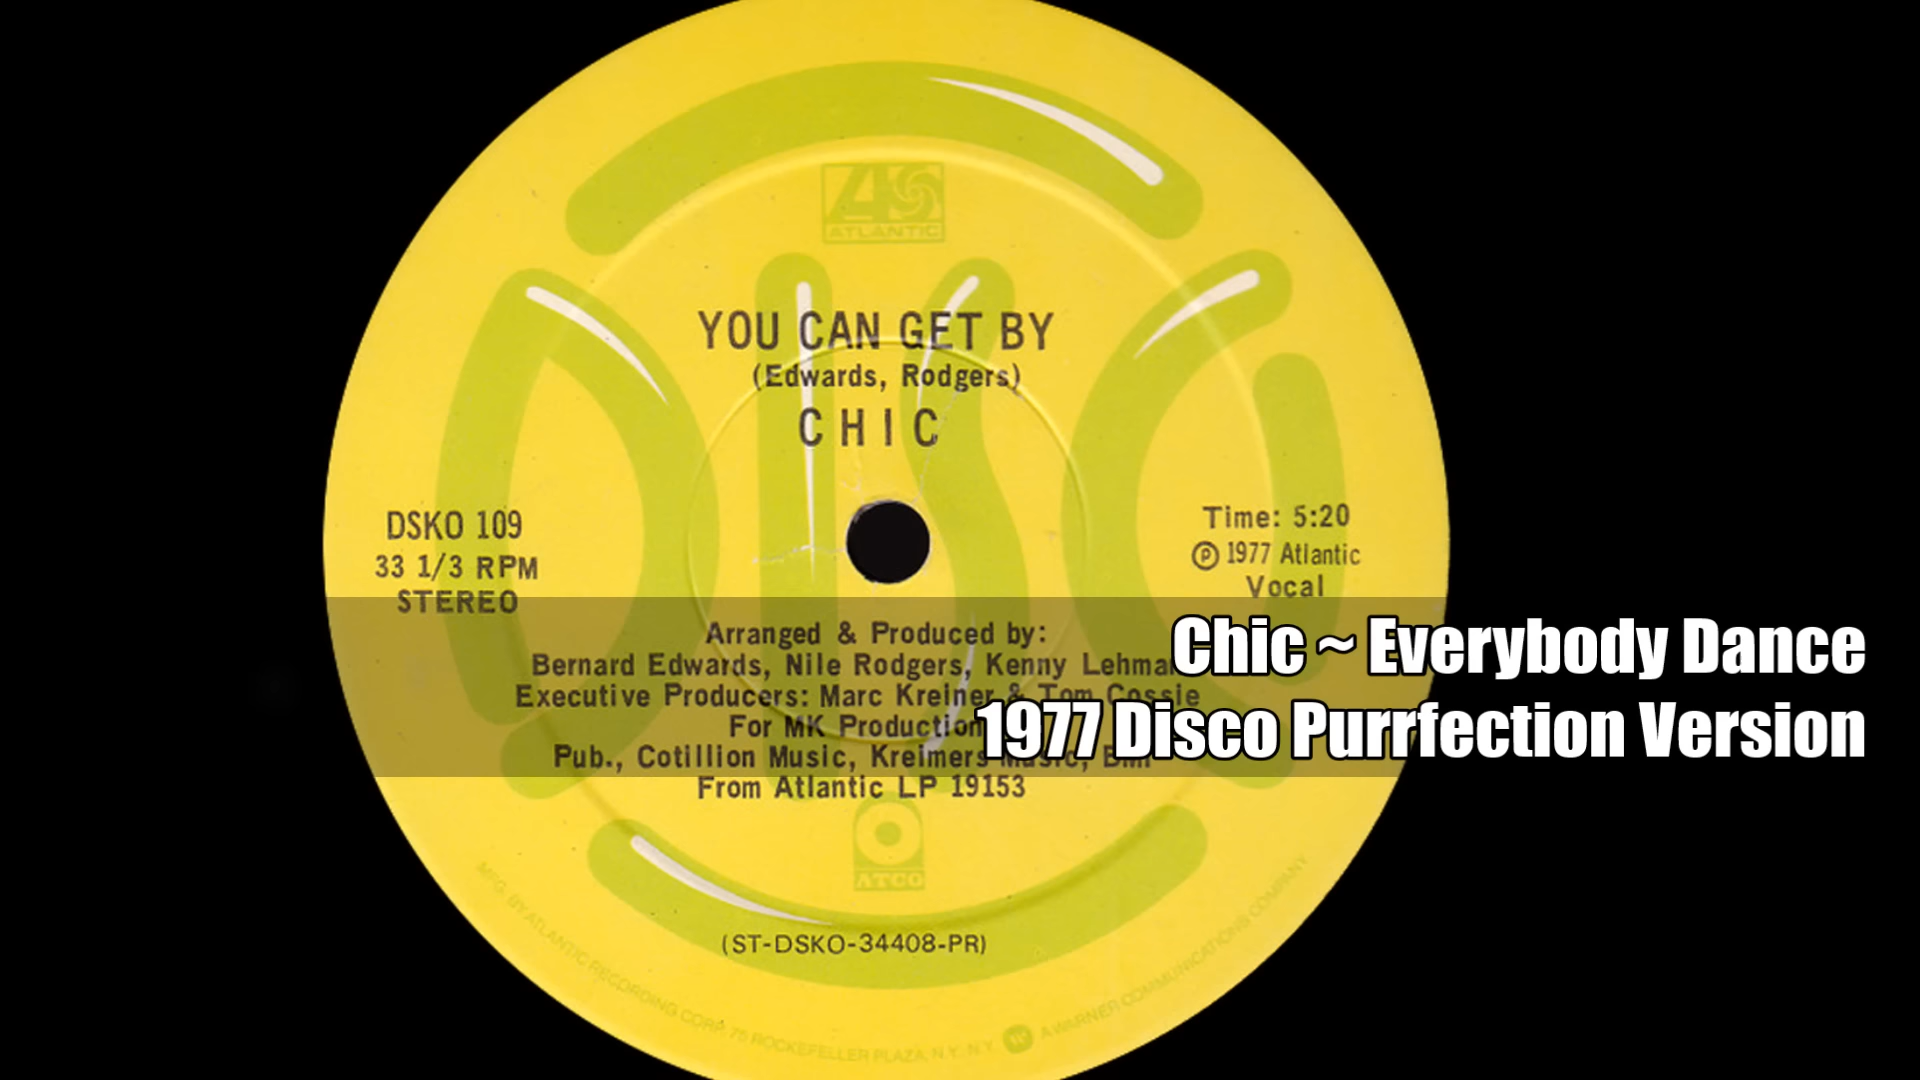 DISCO
ATLANTIC
YOU CAN GET BY
(Edwards, Rodgers)
CHIC
DSKO 109
33 1/3 RPM
STEREO
Time: 5:20
Ⓟ 1977 Atlantic
Vocal
Arranged & Produced by:
Bernard Edwards, Nile Rodgers, Kenny Lehma
Executive Producers: Marc Kreiner & Tom Cossie
For MK Production
Pub., Cotillion Music, Kreimers Music, BMI
From Atlantic LP 19153
Chic ~ Everybody Dance
1977 Disco Purrfection Version
ATCO
(ST-DSKO-34408-PR)
MFG. BY ATLANTIC RECORDING CORP. 75 ROCKEFELLER PLAZA, N.Y. N.Y. W A WARNER COMMUNICATIONS COMPANY